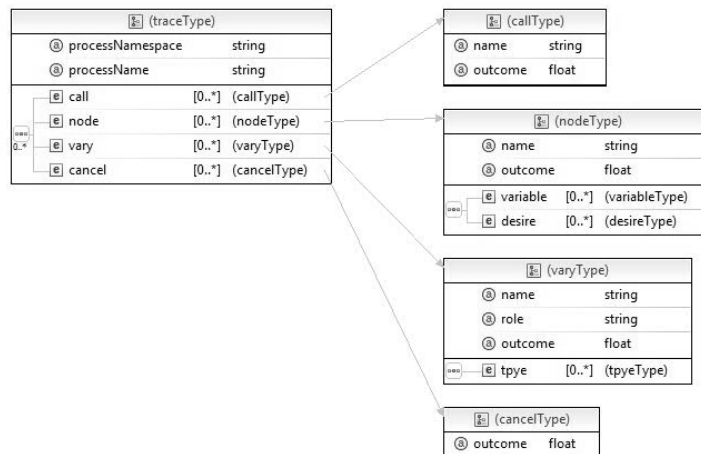 (traceType)
processNamespace string
processName string
call [0..*] (callType)
node [0..*] (nodeType)
vary [0..*] (varyType)
cancel [0..*] (cancelType)
0..*
(callType)
name string
outcome float
(nodeType)
name string
outcome float
variable [0..*] (variableType)
desire [0..*] (desireType)
(varyType)
name string
role string
outcome float
tpye [0..*] (tpyeType)
(cancelType)
outcome float